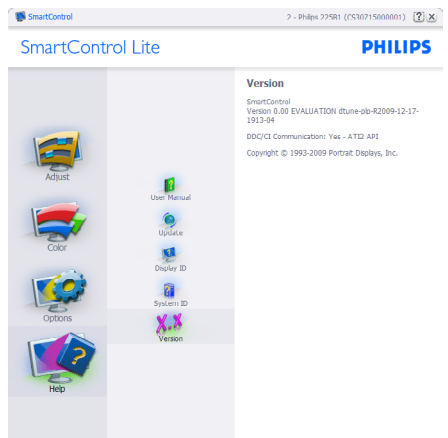 SmartControl
2 - Philips 225B1 (CS30715000001) ? X
SmartControl Lite
PHILIPS
Version
SmartControl
Version 0.00 EVALUATION dtune-plp-R2009-12-17-
1913-04
DDC/CI Communication: Yes - ATI2 API
Copyright © 1993-2009 Portrait Displays, Inc.
Adjust
Color
Options
Help
User Manual
Update
Display ID
System ID
X.X
Version